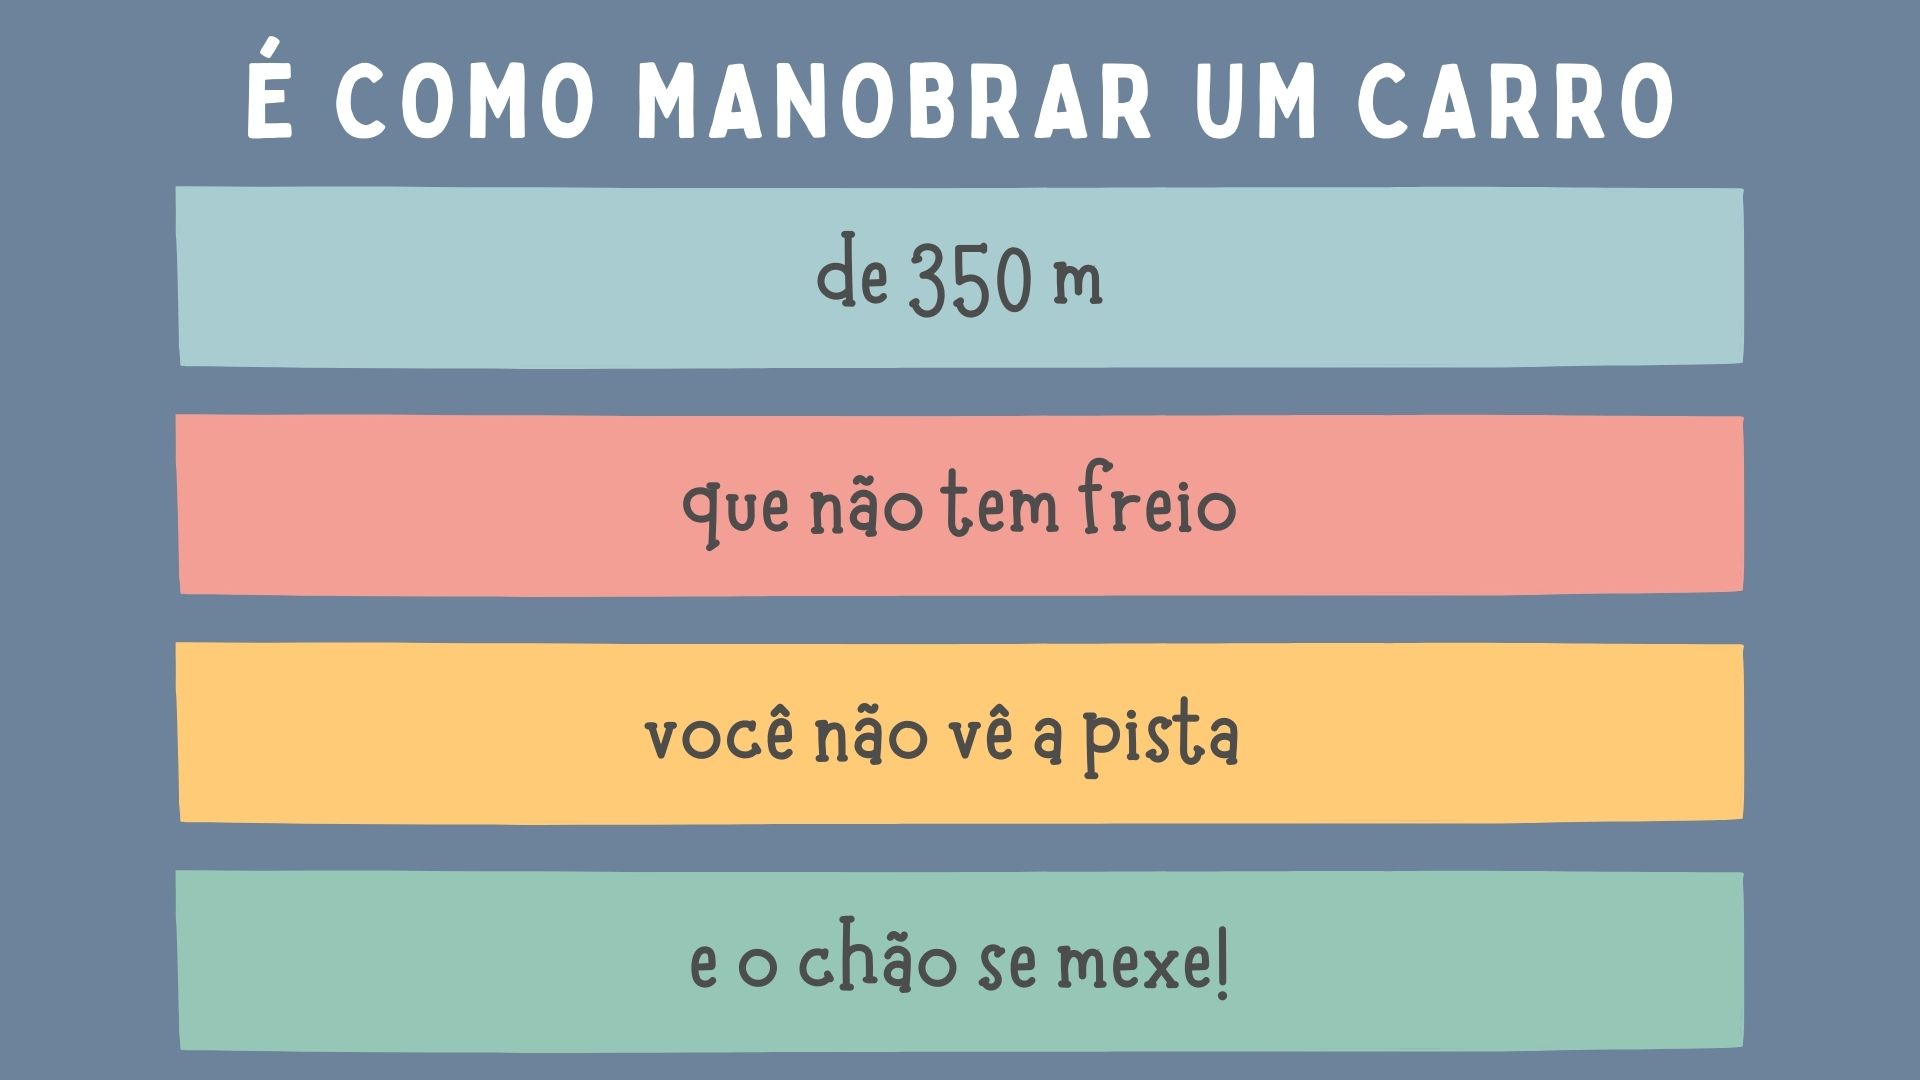 É COMO MANOBRAR UM CARRO
de 350 m
que não tem freio
você não vê a pista
e o chão se mexe!